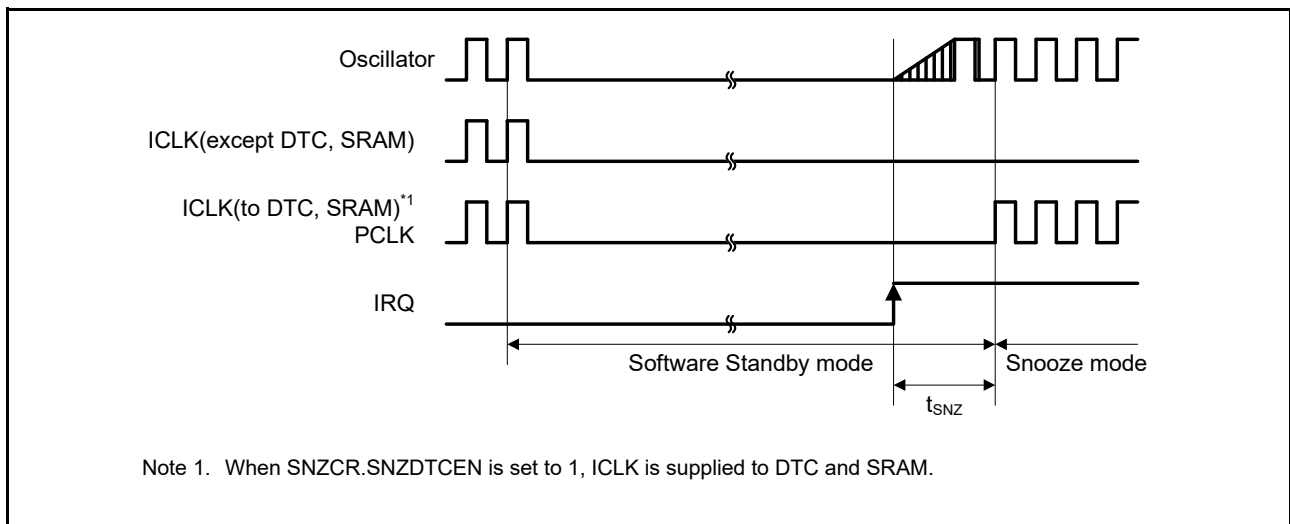 Oscillator
ICLK(except DTC, SRAM)
ICLK(to DTC, SRAM)*1
PCLK
IRQ
Software Standby mode
Snooze mode
tSNZ
Note 1. When SNZCR.SNZDTCEN is set to 1, ICLK is supplied to DTC and SRAM.